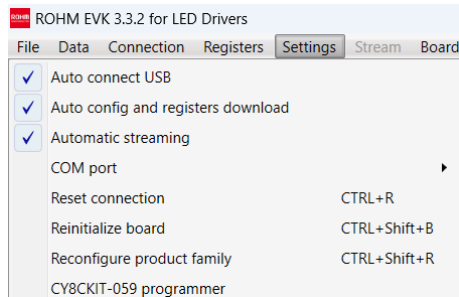 ROHM ROHM EVK 3.3.2 for LED Drivers
File Data Connection Registers Settings Stream Board
Auto connect USB
Auto config and registers download
Automatic streaming
COM port
Reset connection CTRL+R
Reinitialize board CTRL+Shift+B
Reconfigure product family CTRL+Shift+R
CY8CKIT-059 programmer